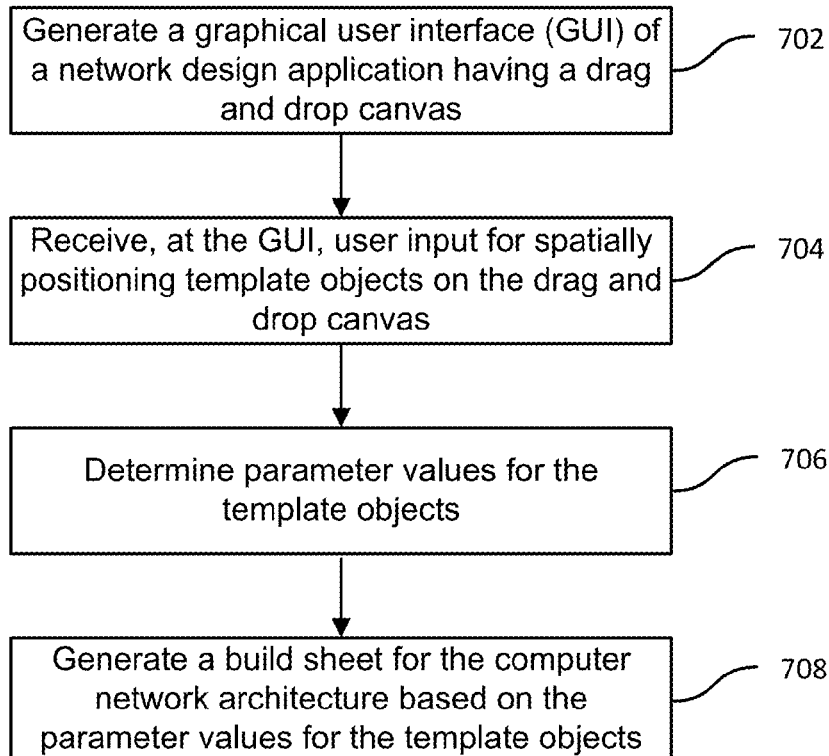 Generate a graphical user interface (GUI) of
a network design application having a drag
and drop canvas
702
Receive, at the GUI, user input for spatially
positioning template objects on the drag and
drop canvas
704
Determine parameter values for the
template objects
706
Generate a build sheet for the computer
network architecture based on the
parameter values for the template objects
708